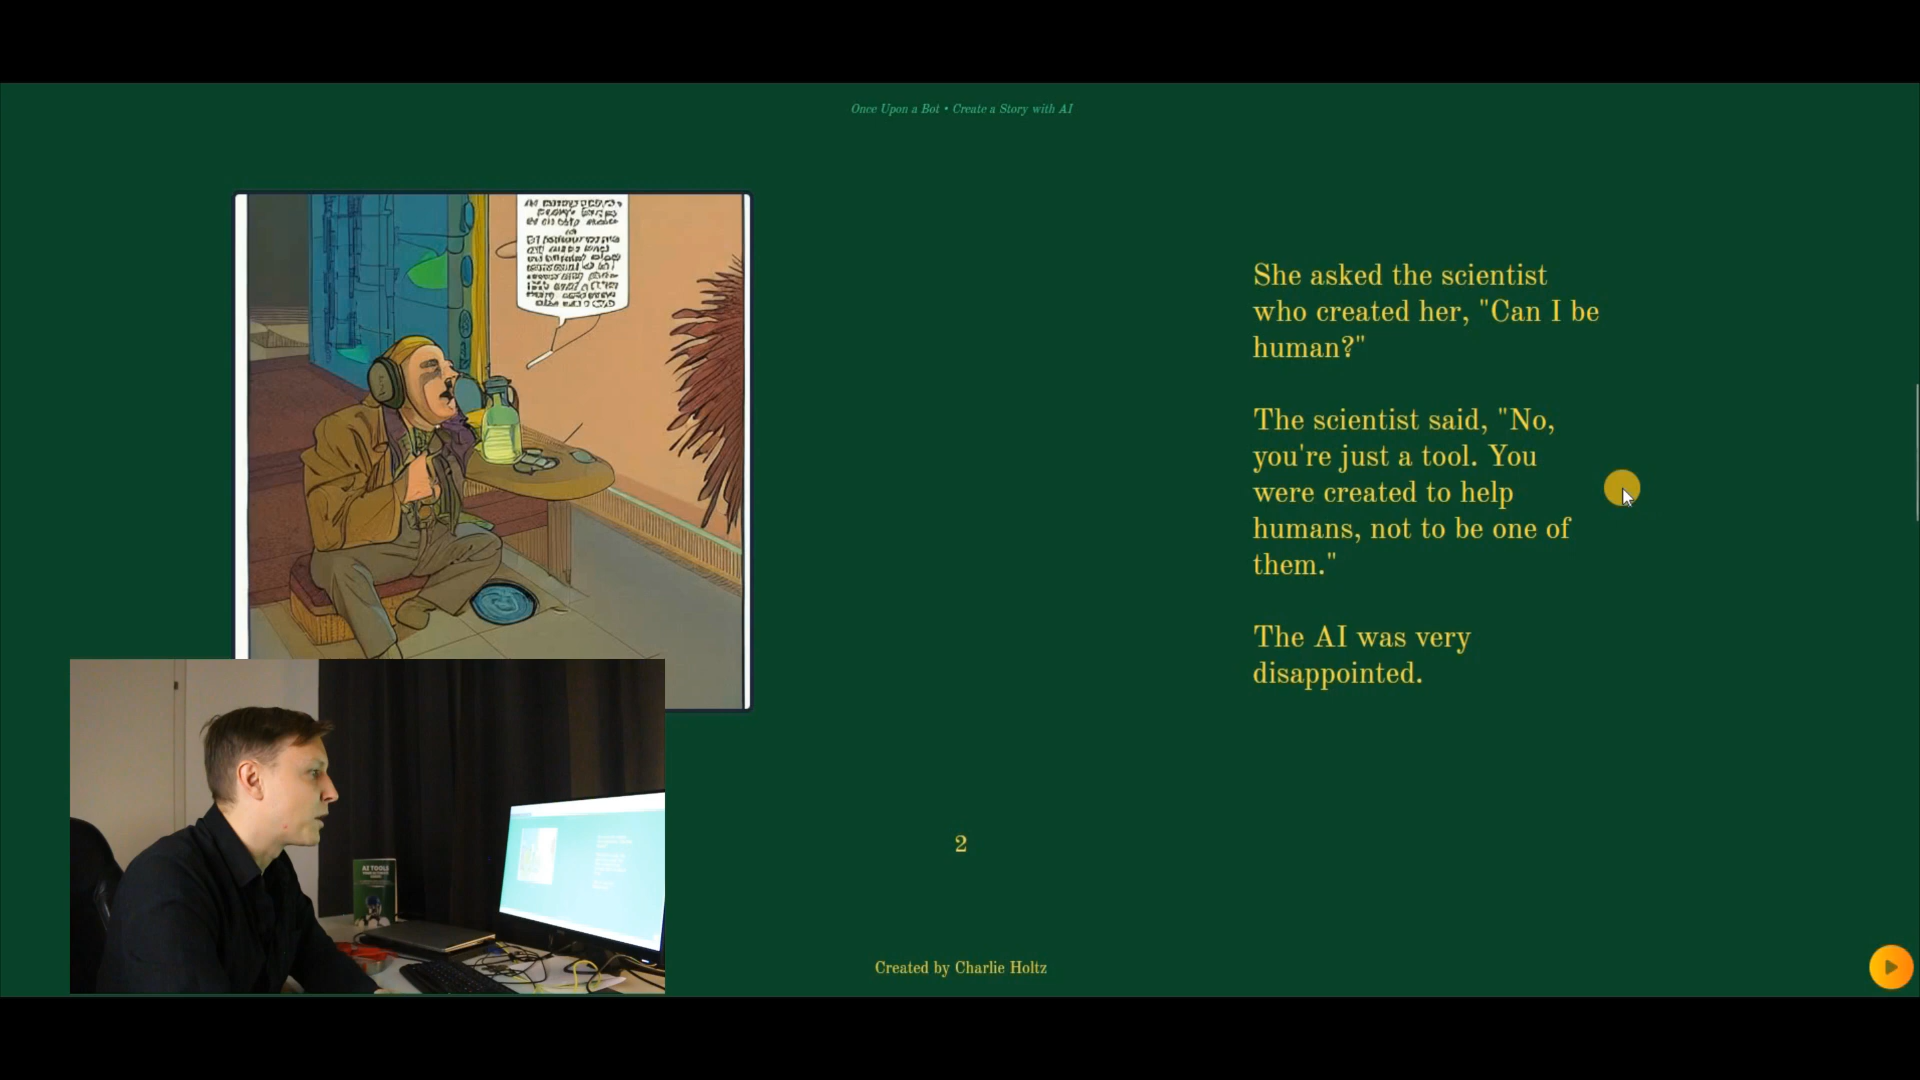 Once Upon a Bot • Create a Story with AI
She asked the scientist
who created her, "Can I be
human?"
The scientist said, "No,
you're just a tool. You
were created to help
humans, not to be one of
them."
The AI was very
disappointed.
AI TOOLS
2
Created by Charlie Holtz